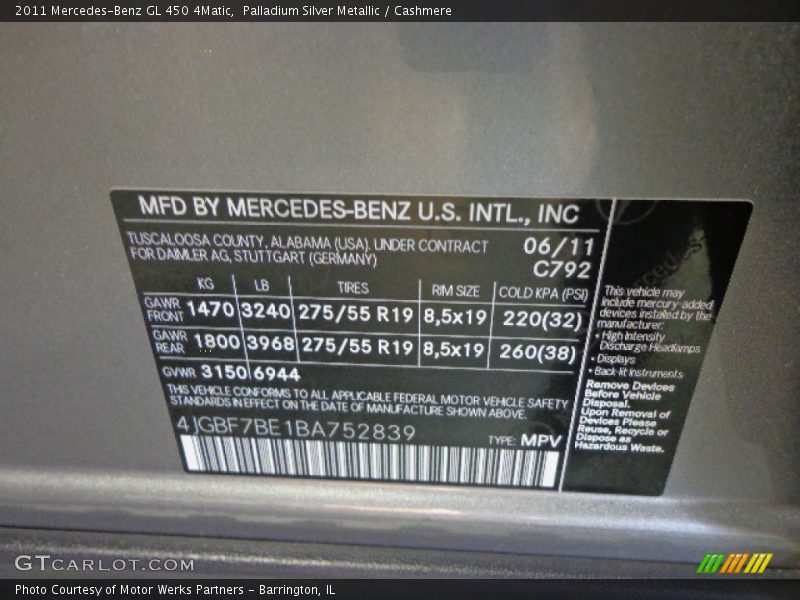 2011 Mercedes-Benz GL 450 4Matic,  Palladium Silver Metallic / Cashmere
MFD BY MERCEDES-BENZ U.S. INTL., INC
TUSCALOOSA COUNTY, ALABAMA (USA), UNDER CONTRACT
FOR DAIMLER AG, STUTTGART (GERMANY)
06/11
C792
KG LB TIRES RIM SIZE COLD KPA (PSI)
GAWR FRONT 1470 3240 275/55 R19 8,5x19 220(32)
GAWR REAR 1800 3968 275/55 R19 8,5x19 260(38)
GVWR 3150 6944
THIS VEHICLE CONFORMS TO ALL APPLICABLE FEDERAL MOTOR VEHICLE SAFETY
STANDARDS IN EFFECT ON THE DATE OF MANUFACTURE SHOWN ABOVE.
4JGBF7BE1BA752839
TYPE: MPV
This vehicle may
include mercury-added
devices installed by the
manufacturer:
• High Intensity
Discharge Headlamps
• Displays
• Back-lit Instruments
Remove Devices
Before Vehicle
Disposal.
Upon Removal of
Devices Please
Reuse, Recycle or
Dispose as
Hazardous Waste.
GTCARLOT.COM
Photo Courtesy of Motor Werks Partners - Barrington, IL